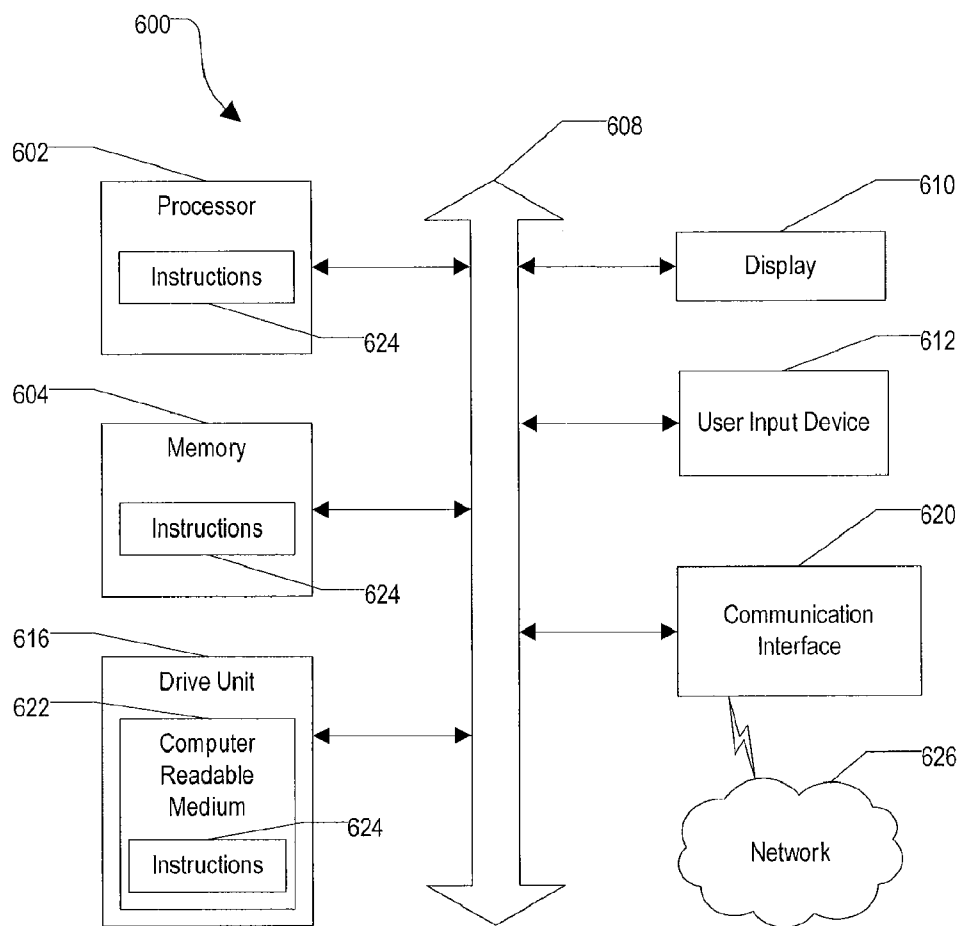 600
608
602
Processor
Instructions
624
610
Display
612
User Input Device
604
Memory
Instructions
624
620
Communication
Interface
616
Drive Unit
622
Computer
Readable
Medium
624
Instructions
626
Network